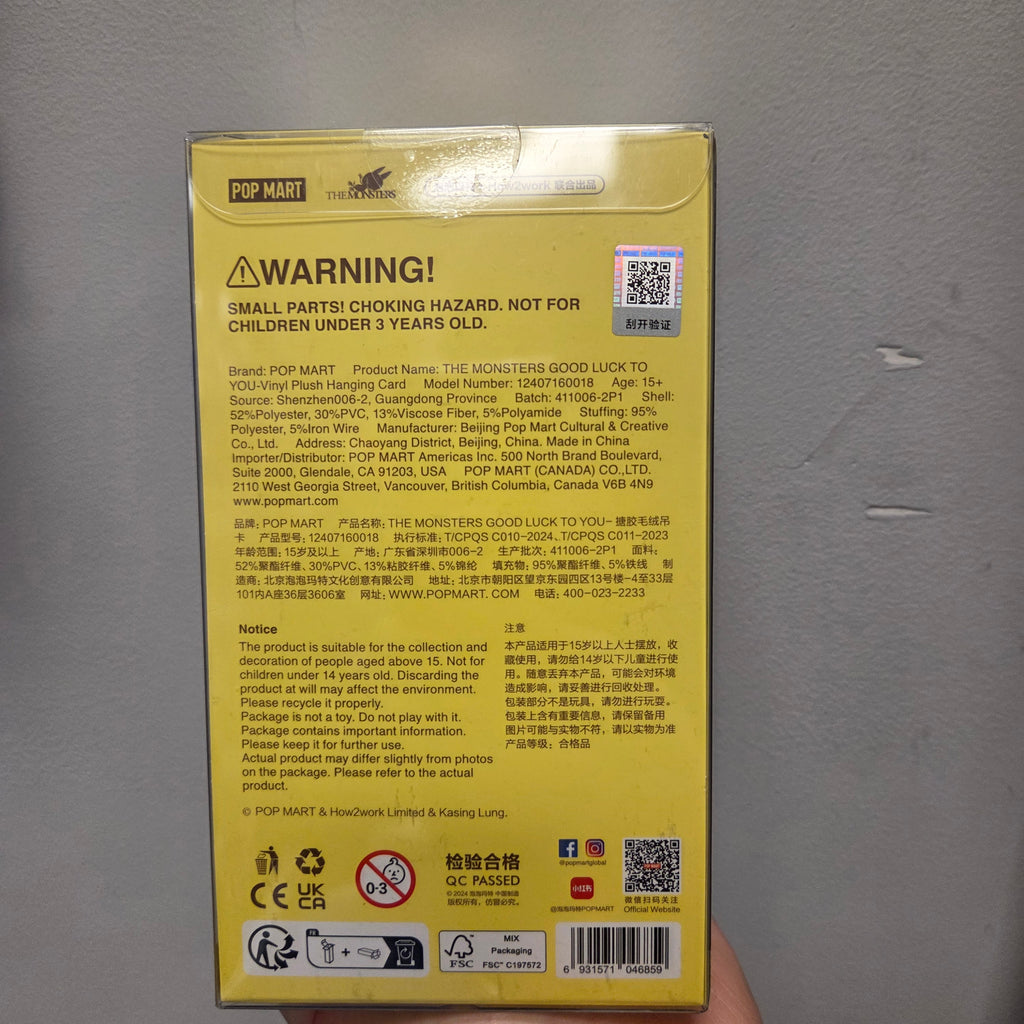 POP MART
THE MONSTERS
How2work 联合出品
WARNING!
SMALL PARTS! CHOKING HAZARD. NOT FOR
CHILDREN UNDER 3 YEARS OLD.
刮开验证
Brand: POP MART Product Name: THE MONSTERS GOOD LUCK TO
YOU-Vinyl Plush Hanging Card Model Number: 12407160018 Age: 15+
Source: Shenzhen006-2, Guangdong Province Batch: 411006-2P1 Shell:
52%Polyester, 30%PVC, 13%Viscose Fiber, 5%Polyamide Stuffing: 95%
Polyester, 5%Iron Wire Manufacturer: Beijing Pop Mart Cultural & Creative
Co., Ltd. Address: Chaoyang District, Beijing, China. Made in China
Importer/Distributor: POP MART Americas Inc. 500 North Brand Boulevard,
Suite 2000, Glendale, CA 91203, USA POP MART (CANADA) CO.,LTD.
2110 West Georgia Street, Vancouver, British Columbia, Canada V6B 4N9
www.popmart.com
品牌: POP MART 产品名称: THE MONSTERS GOOD LUCK TO YOU-搪胶毛绒吊
卡 产品型号: 12407160018 执行标准: T/CPQS C010-2024、T/CPQS C011-2023
年龄范围: 15岁及以上 产地: 广东省深圳市006-2 生产批次: 411006-2P1 面料:
52%聚酯纤维、30%PVC、13%粘胶纤维、5%锦纶 填充物: 95%聚酯纤维、5%铁线 制
造商: 北京泡泡玛特文化创意有限公司 地址: 北京市朝阳区望京东园四区13号楼-4至33层
101内A座36层3606室 网址: WWW.POPMART. COM 电话: 400-023-2233
Notice
The product is suitable for the collection and
decoration of people aged above 15. Not for
children under 14 years old. Discarding the
product at will may affect the environment.
Please recycle it properly.
Package is not a toy. Do not play with it.
Package contains important information.
Please keep it for further use.
Actual product may differ slightly from photos
on the package. Please refer to the actual
product.
注意
本产品适用于15岁以上人士摆放，收
藏使用，请勿给14岁以下儿童进行使
用。随意丢弃本产品，可能会对环境
造成影响，请妥善进行回收处理。
包装部分不是玩具，请勿进行玩耍。
包装上含有重要信息，请保留备用
图片可能与实物不符，请以实物为准
产品等级：合格品
© POP MART & How2work Limited & Kasing Lung.
CE
UK
CA
0-3
检验合格
QC PASSED
© 2024 泡泡玛特 中国制造
版权所有，仿冒必究。
@popmartglobal
小红书
@泡泡玛特POPMART
POP MART
微信扫码关注
Official Website
FR
+
FSC
MIX
Packaging
FSC™ C197572
6 931571 046859